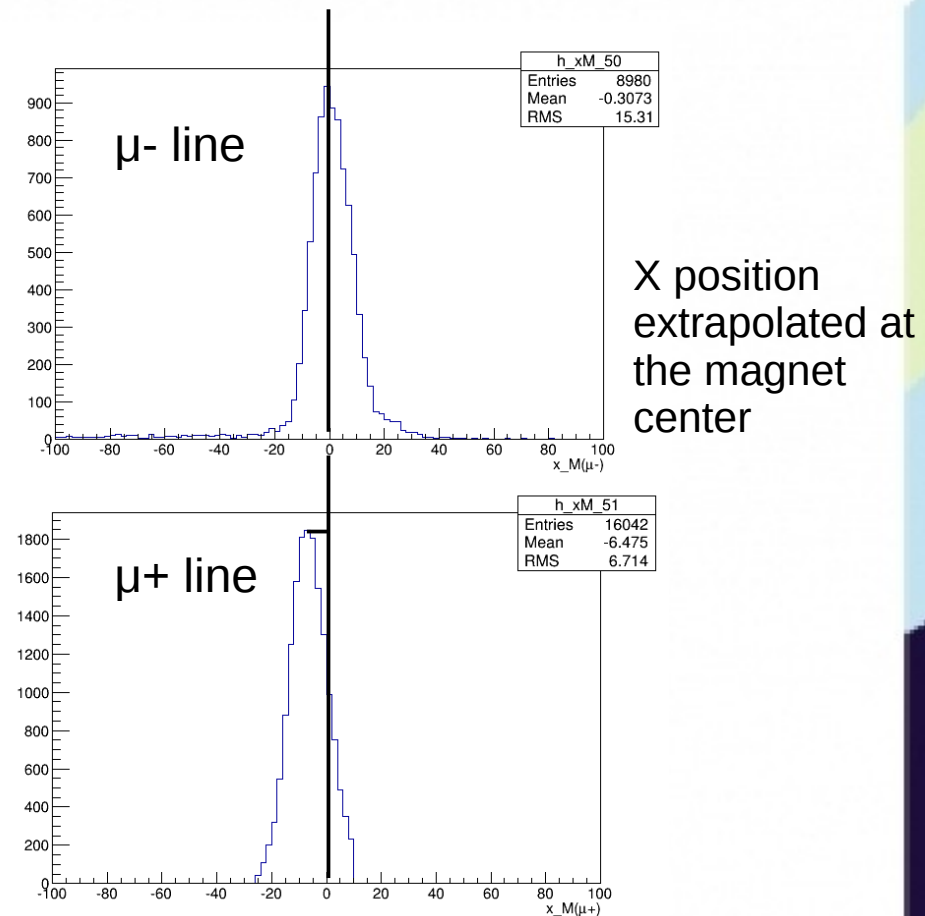 h_xM_50
Entries 8980
Mean -0.3073
RMS 15.31
900
800
700
600
500
400
300
200
100
0
μ- line
-100 -80 -60 -40 -20 0 20 40 60 80 100
x_M(μ-)
X position
extrapolated at
the magnet
center
h_xM_51
Entries 16042
Mean -6.475
RMS 6.714
1800
1600
1400
1200
1000
800
600
400
200
0
μ+ line
-100 -80 -60 -40 -20 0 20 40 60 80 100
x_M(μ+)